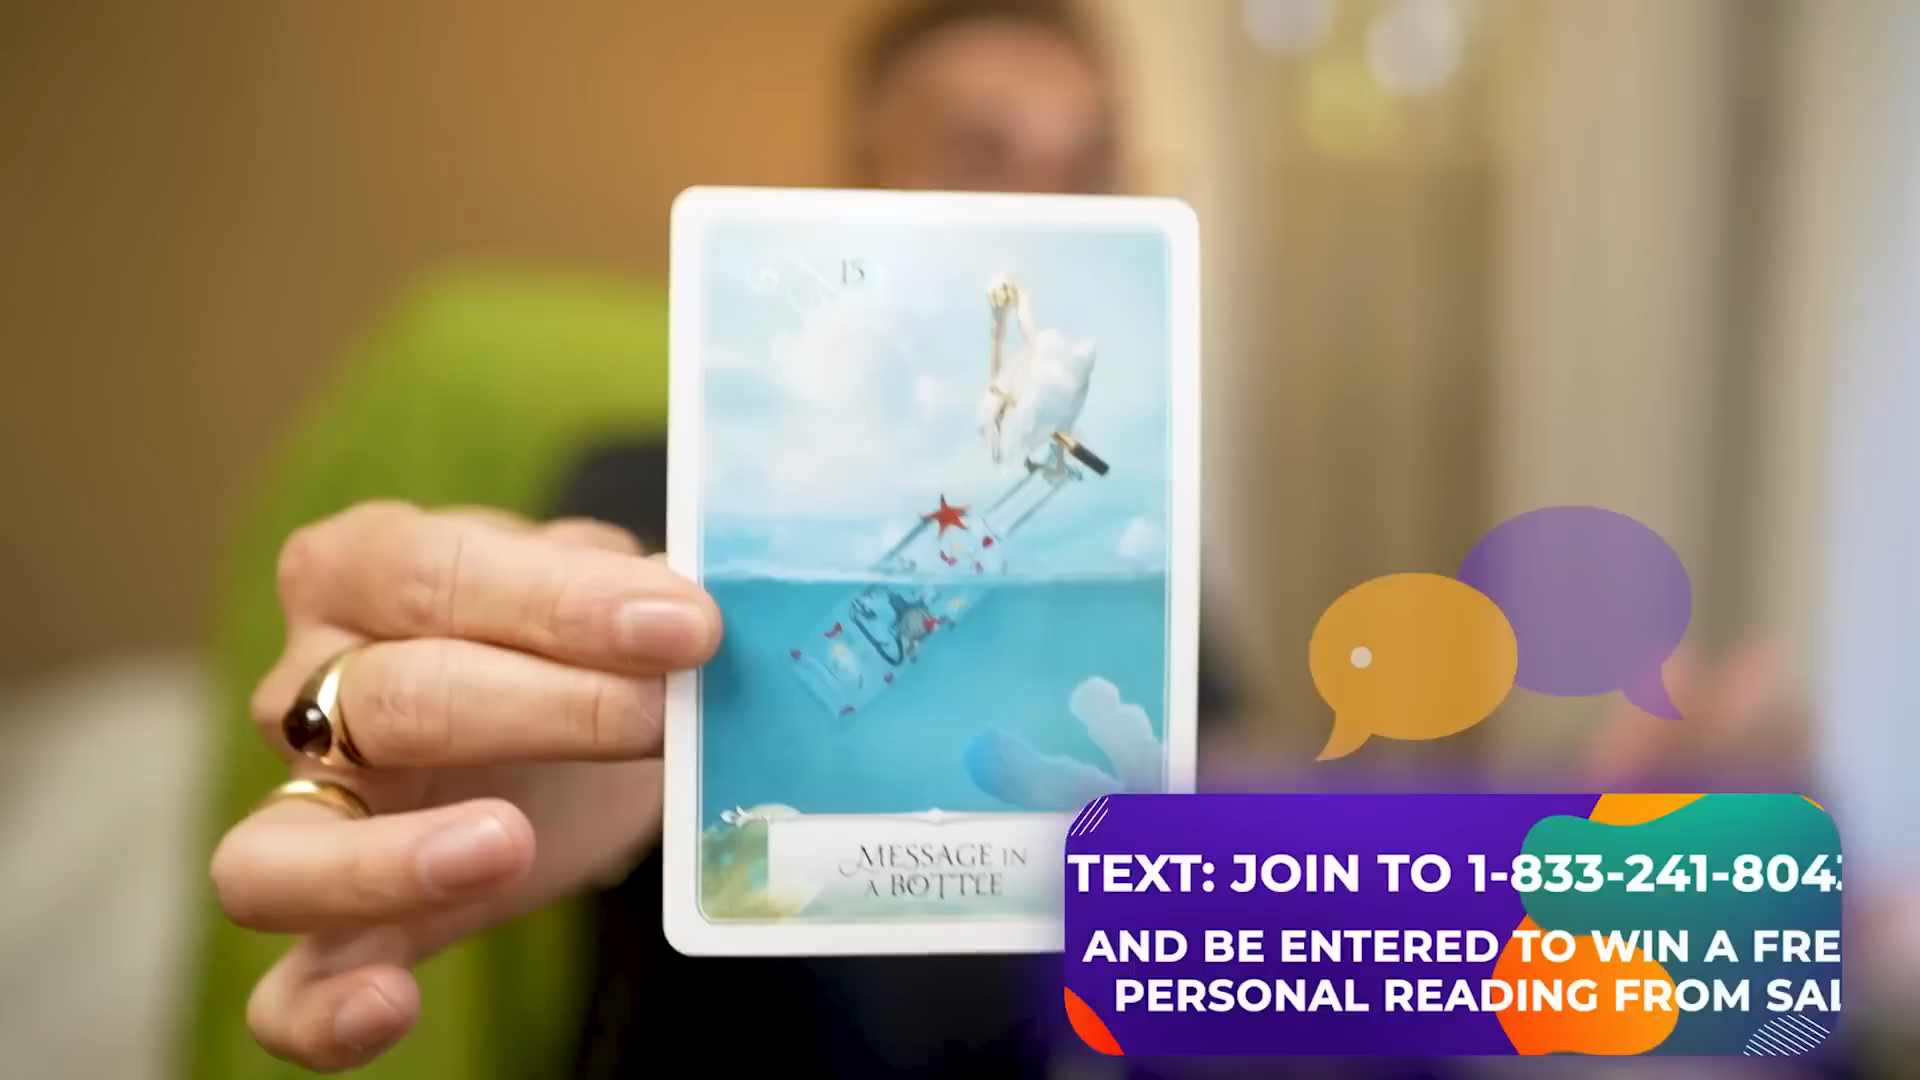 15
MESSAGE IN
A BOTTLE
TEXT: JOIN TO 1-833-241-804
AND BE ENTERED TO WIN A FRE
PERSONAL READING FROM SAL